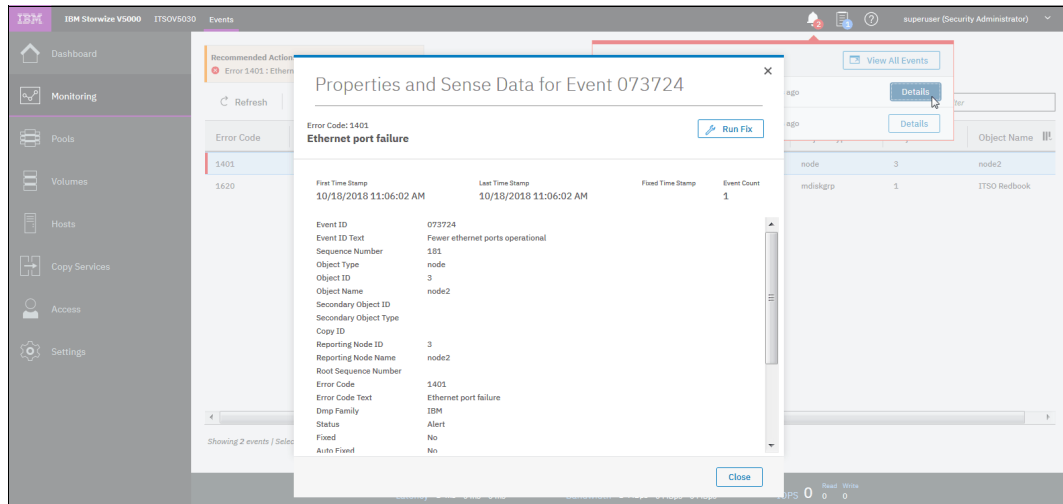 IBM IBM Storwize V5000 ITSOV5030 Events 2 1 superuser (Security Administrator)
Dashboard
Monitoring
Pools
Volumes
Hosts
Copy Services
Access
Settings
Recommended Action
Error 1401 : Ethern
Refresh
Error Code
1401
1620
View All Events
ago Details
ago Details
Object Name
node 3 node2
mdiskgrp 1 ITSO Redbook
Showing 2 events | Selec
Properties and Sense Data for Event 073724
Error Code: 1401
Ethernet port failure
Run Fix
First Time Stamp Last Time Stamp Fixed Time Stamp Event Count
10/18/2018 11:06:02 AM 10/18/2018 11:06:02 AM 1
Event ID 073724
Event ID Text Fewer ethernet ports operational
Sequence Number 181
Object Type node
Object ID 3
Object Name node2
Secondary Object ID
Secondary Object Type
Copy ID
Reporting Node ID 3
Reporting Node Name node2
Root Sequence Number
Error Code 1401
Error Code Text Ethernet port failure
Dmp Family IBM
Status Alert
Fixed No
Auto Fixed No
Close
IOPS 0 Read 0 Write 0